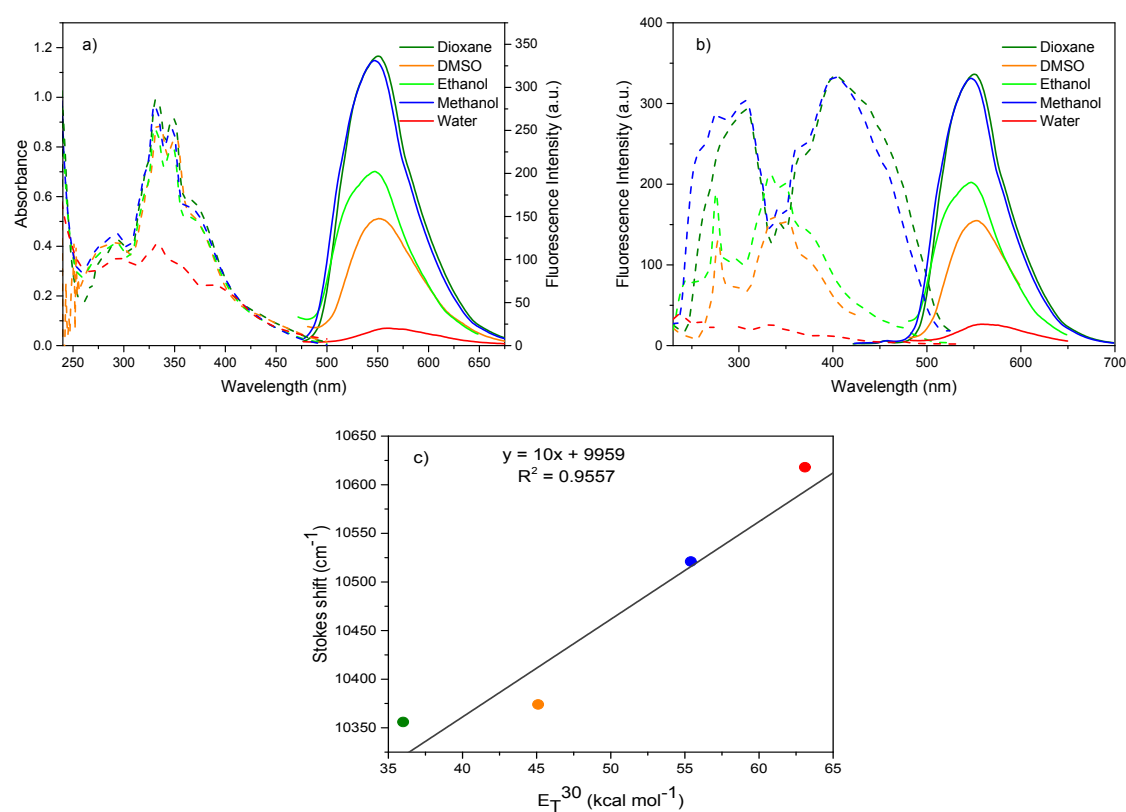 a)
Dioxane
DMSO
Ethanol
Methanol
Water
Absorbance
Fluorescence Intensity (a.u.)
Wavelength (nm)
1.2
1.0
0.8
0.6
0.4
0.2
0.0
350
300
250
200
150
100
50
0
250 300 350 400 450 500 550 600 650
b)
Dioxane
DMSO
Ethanol
Methanol
Water
Fluorescence Intensity (a.u.)
400
300
200
100
0
300 400 500 600 700
Wavelength (nm)
c)
y = 10x + 9959
R² = 0.9557
Stokes shift (cm⁻¹)
10650
10600
10550
10500
10450
10400
10350
35 40 45 50 55 60 65
E_T³⁰ (kcal mol⁻¹)